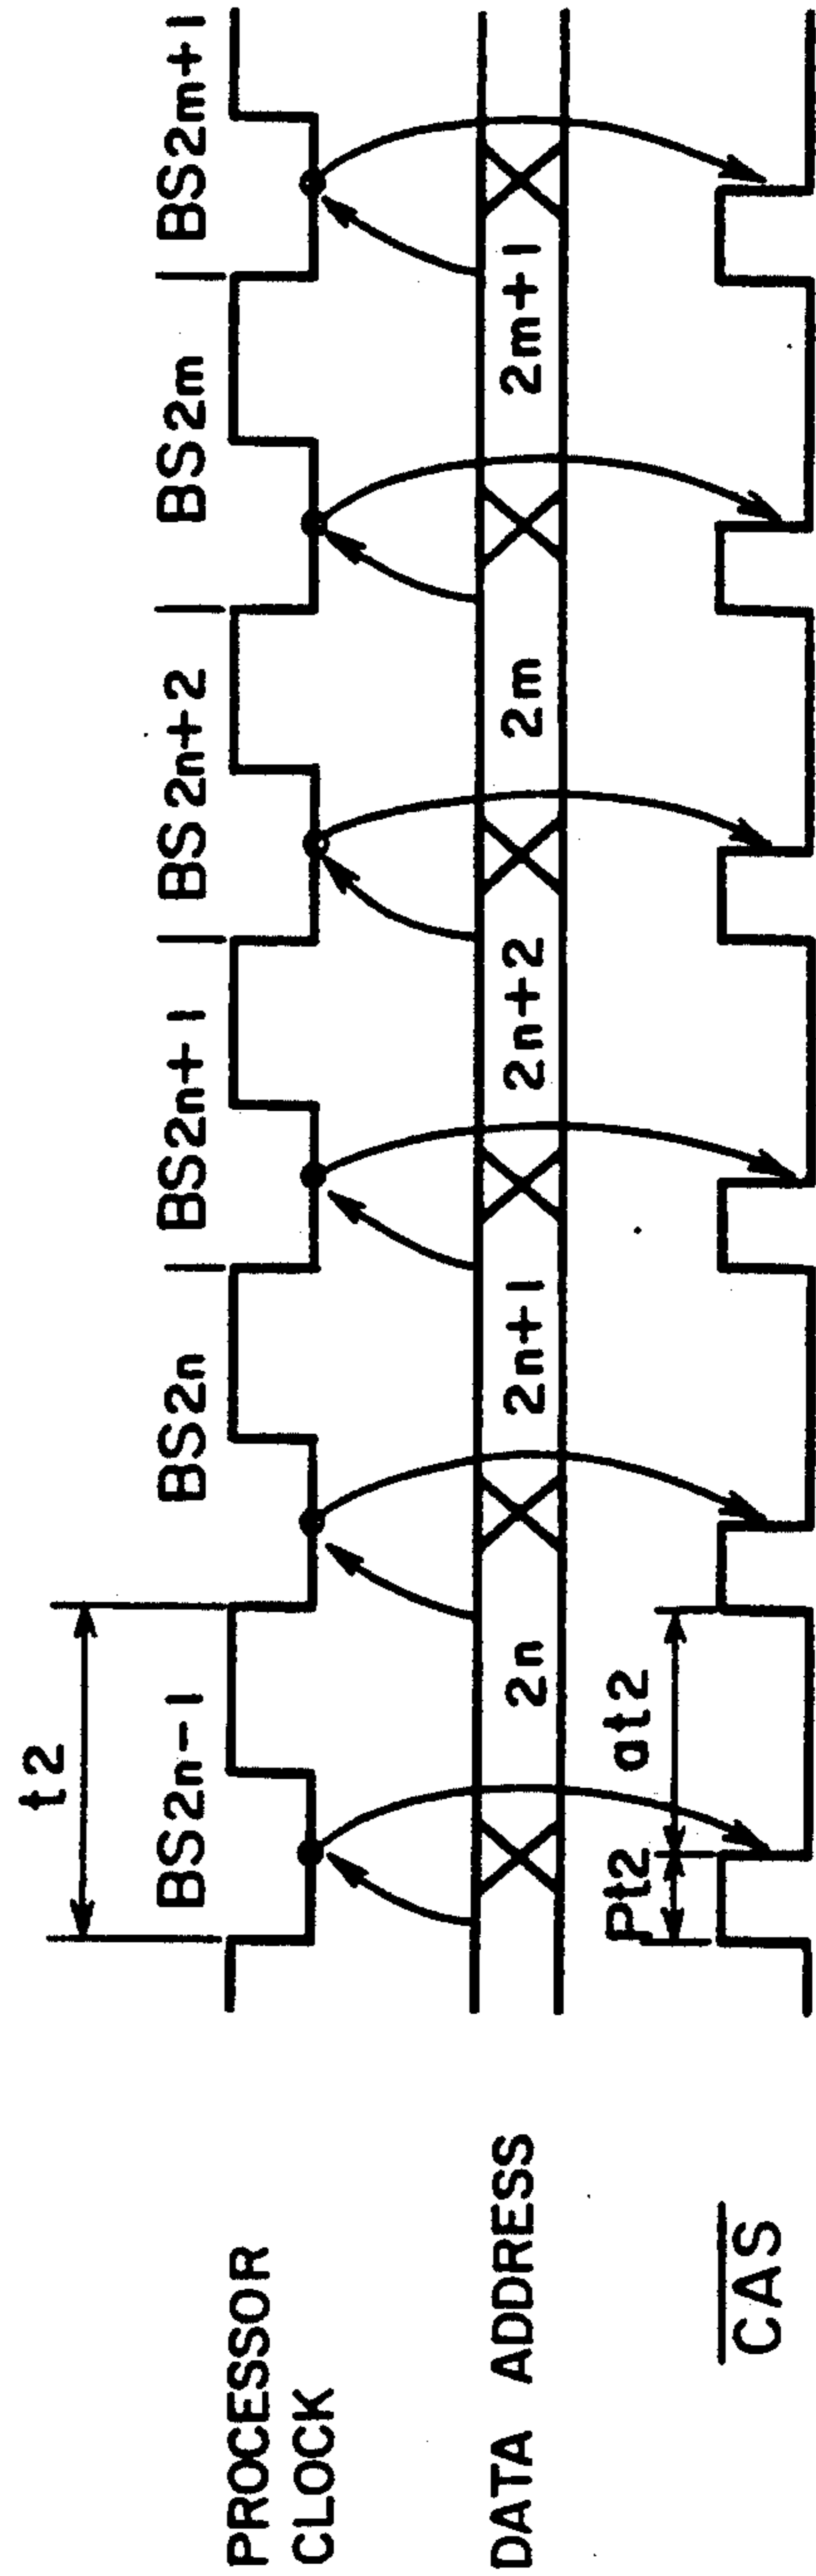 t2
BS2n-1 BS2n BS2n+1 BS2n+2 BS2m BS2m+1
PROCESSOR
CLOCK
DATA ADDRESS 2n 2n+1 2n+2 2m 2m+1
Pt2 at2
CAS